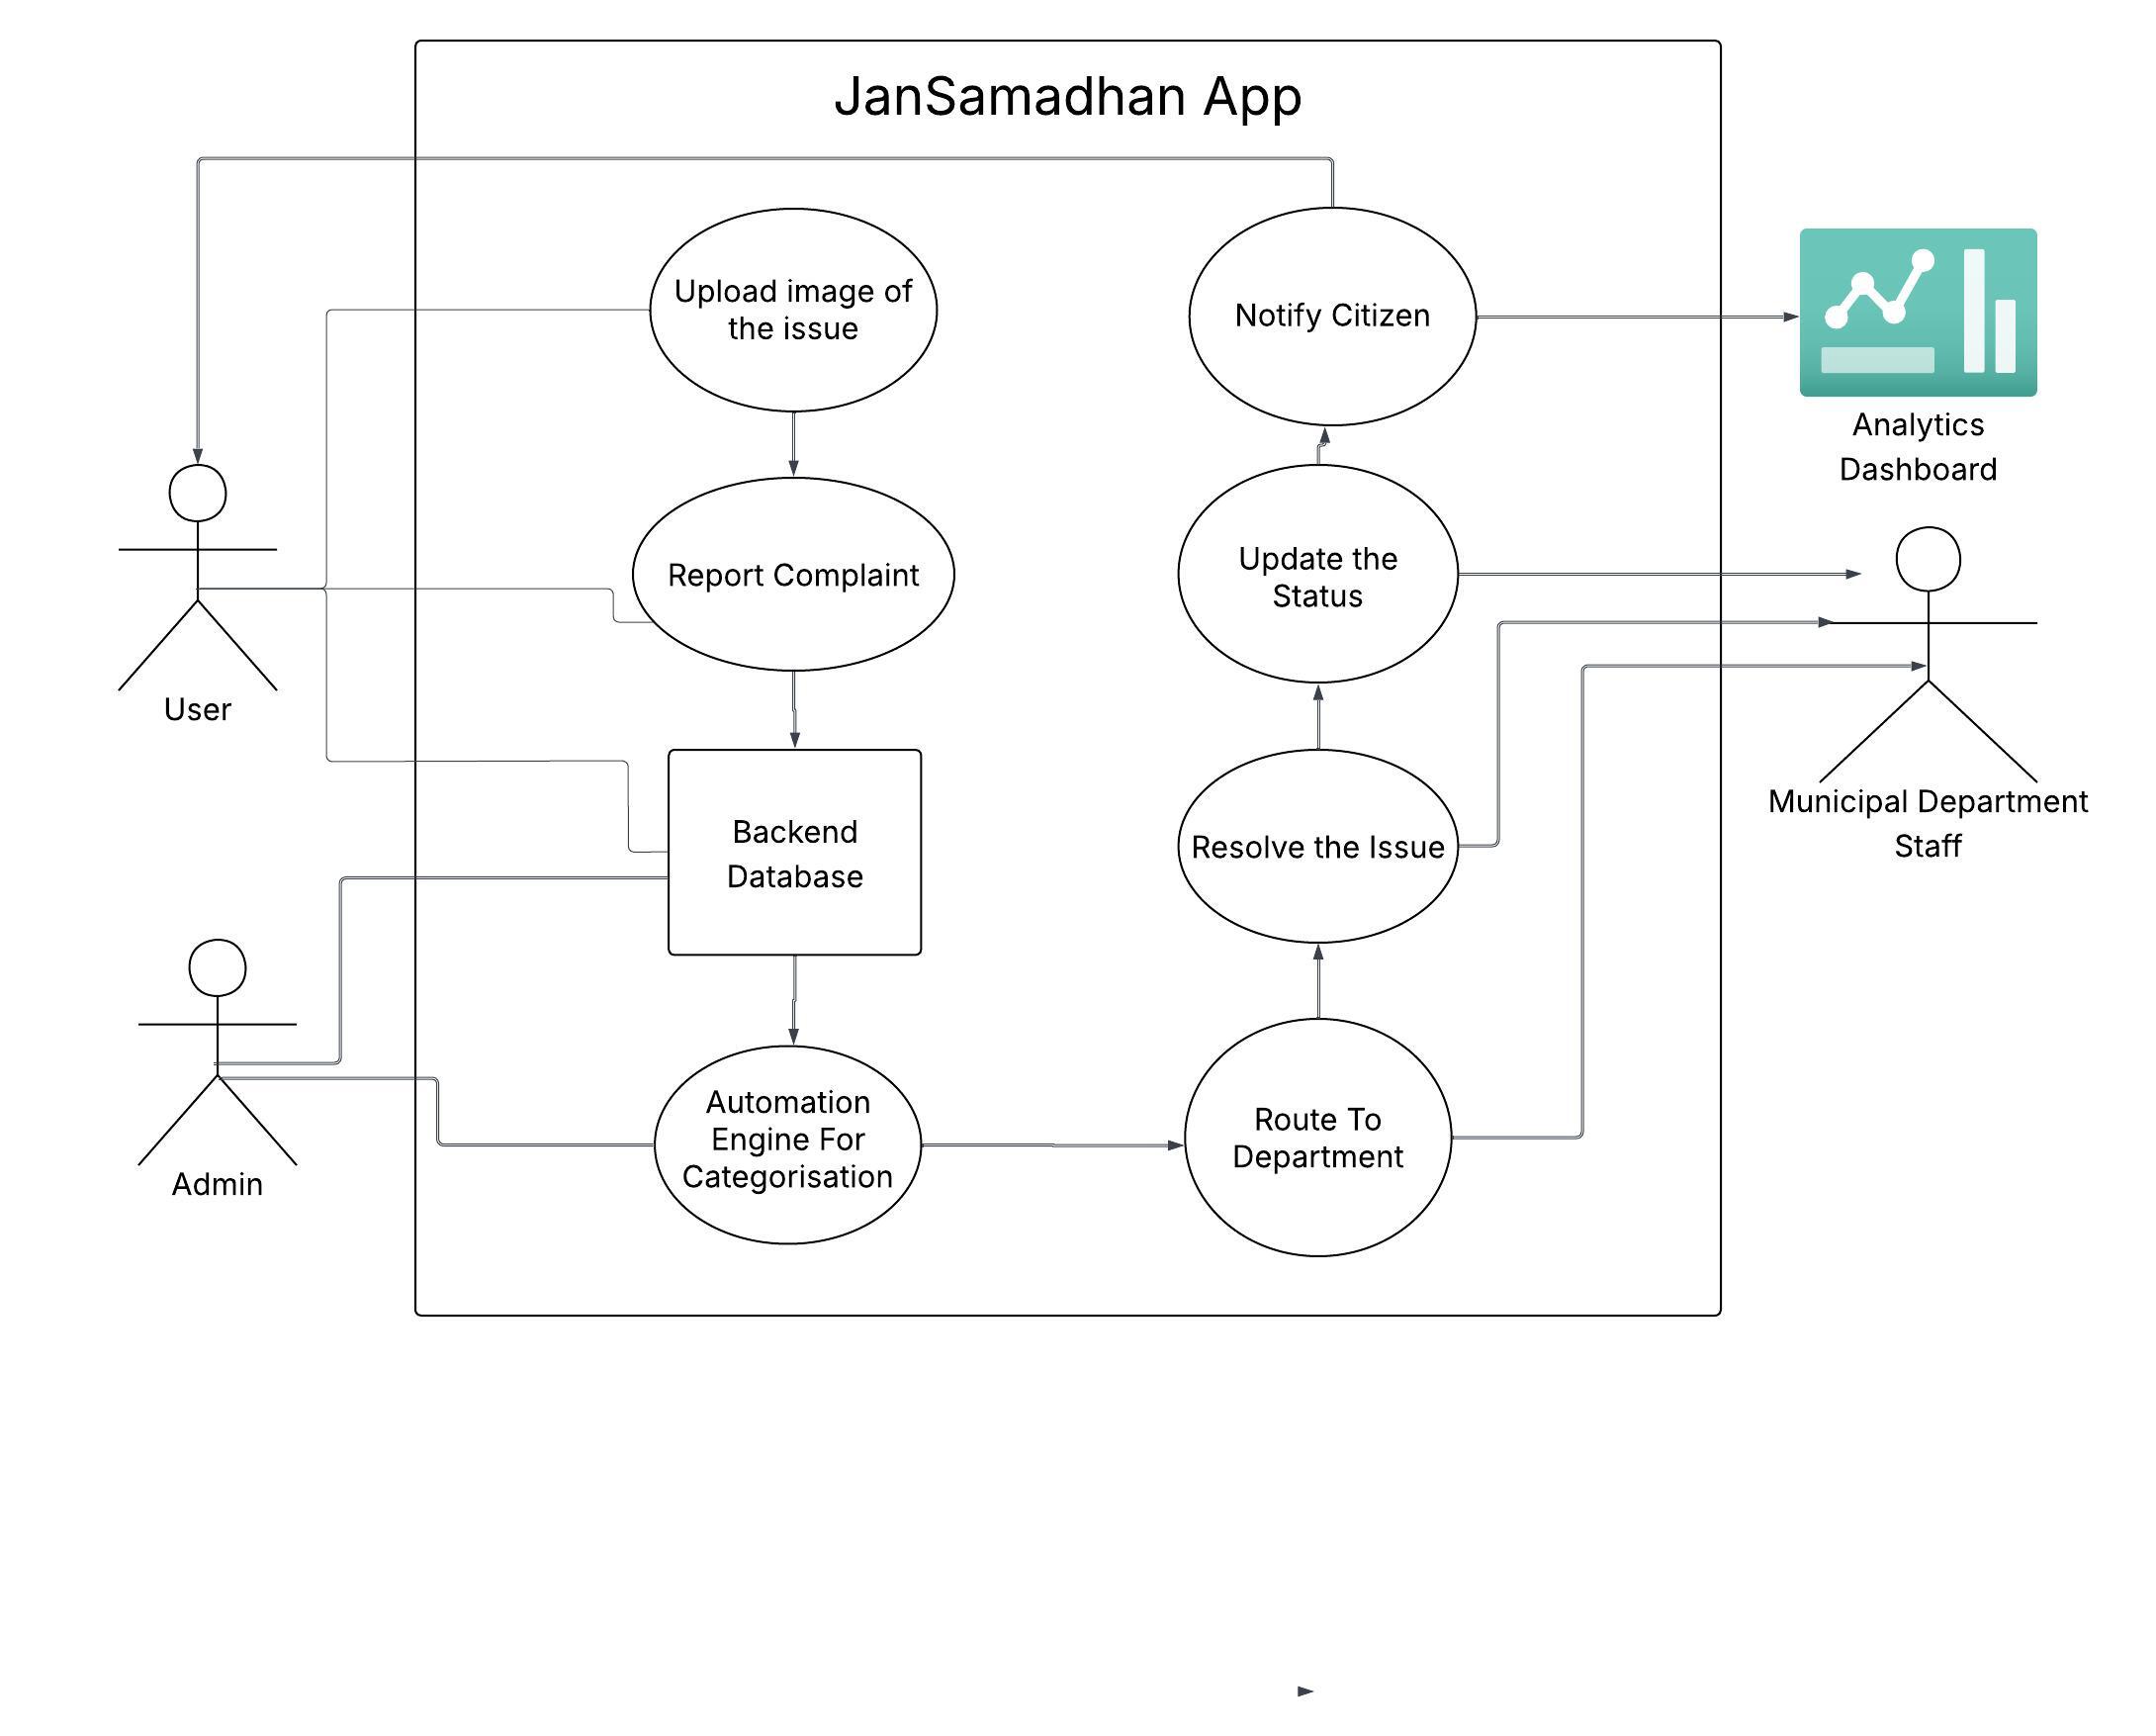 JanSamadhan App
Upload image of
the issue
Notify Citizen
Analytics
Dashboard
Report Complaint
Update the
Status
User
Municipal Department
Staff
Backend
Database
Resolve the Issue
Admin
Automation
Engine For
Categorisation
Route To
Department